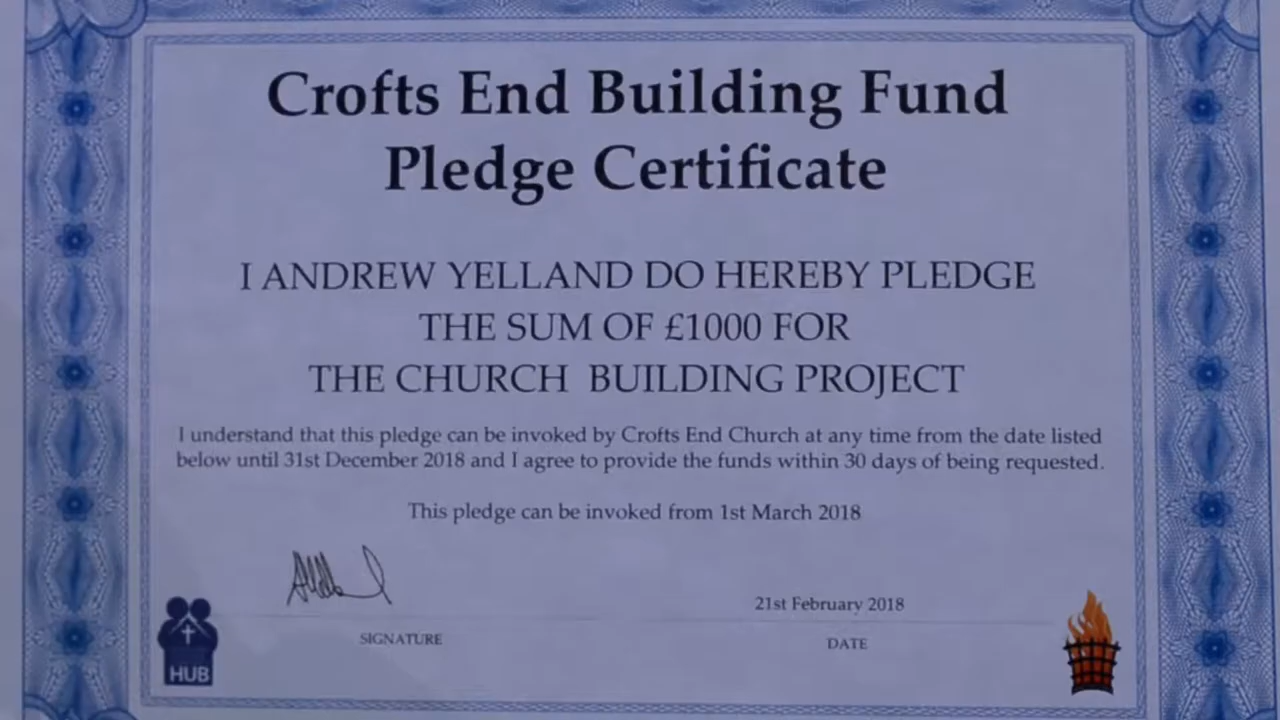 Crofts End Building Fund
Pledge Certificate
I ANDREW YELLAND DO HEREBY PLEDGE
THE SUM OF £1000 FOR
THE CHURCH BUILDING PROJECT
I understand that this pledge can be invoked by Crofts End Church at any time from the date listed
below until 31st December 2018 and I agree to provide the funds within 30 days of being requested.
This pledge can be invoked from 1st March 2018
21st February 2018
SIGNATURE
DATE
HUB